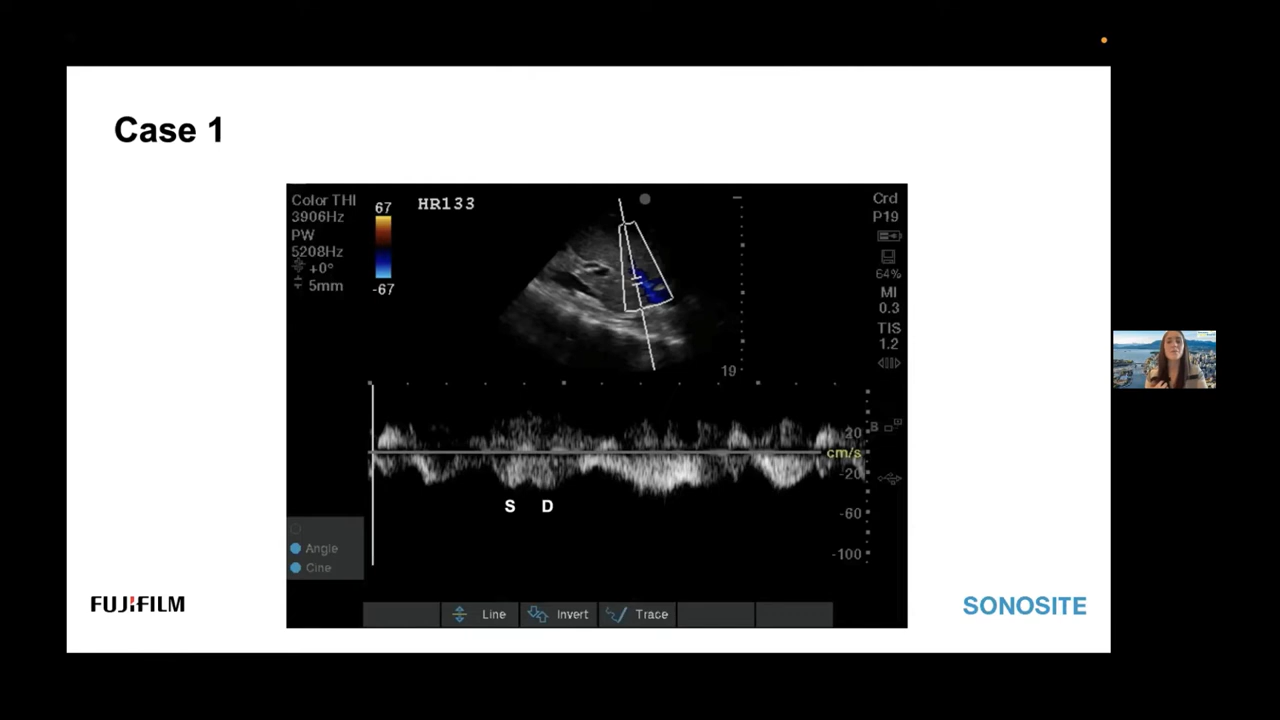 Case 1
Color THI
3906Hz
PW
5208Hz
+0°
5mm
67
-67
HR133
Crd
P19
64%
MI
0.3
TIS
1.2
19
20
B
cm/s
-20
-60
-100
S D
Angle
Cine
Line Invert Trace
FUJIFILM
SONOSITE